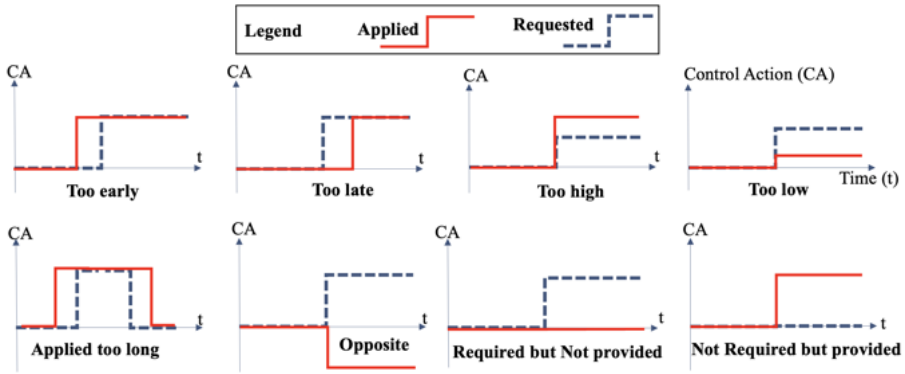 Legend Applied Requested
CA
t
Too early
CA
t
Too late
CA
t
Too high
Control Action (CA)
Time (t)
Too low
CA
t
Applied too long
CA
t
Opposite
CA
t
Required but Not provided
CA
t
Not Required but provided